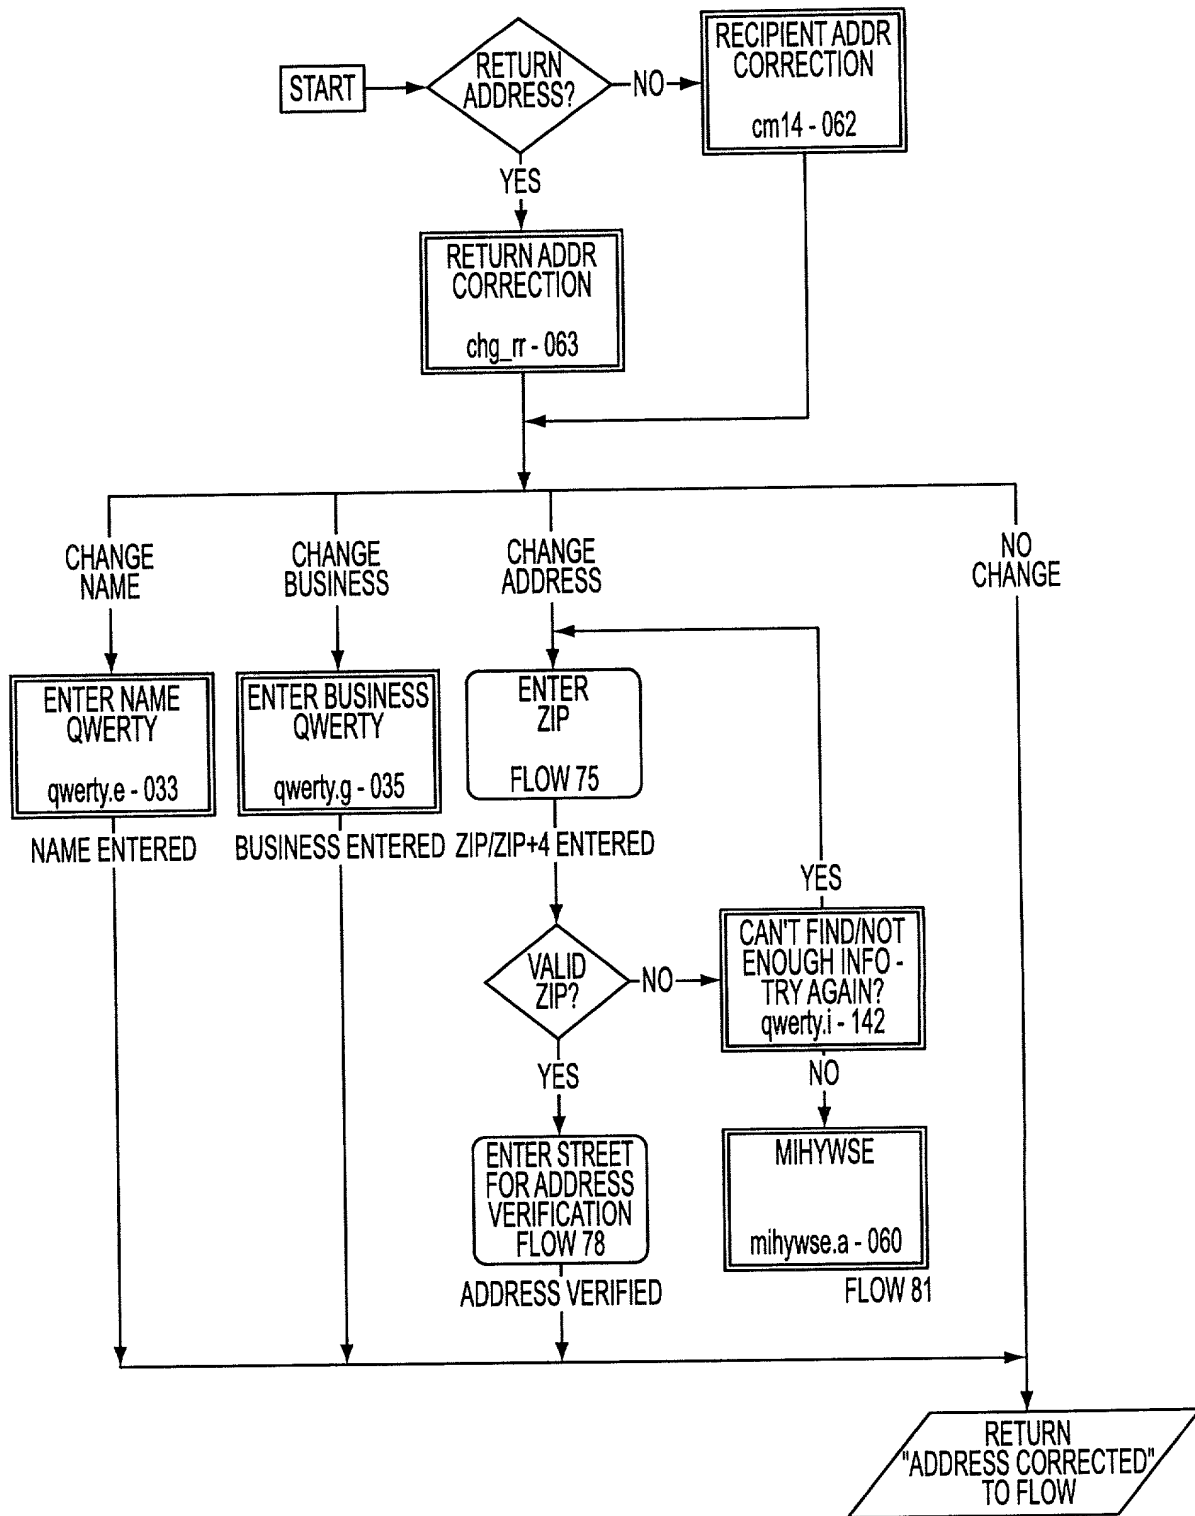 START
RETURN
ADDRESS?
NO
RECIPIENT ADDR
CORRECTION
cm14 - 062
YES
RETURN ADDR
CORRECTION
chg_rr - 063
CHANGE
NAME
CHANGE
BUSINESS
CHANGE
ADDRESS
NO
CHANGE
ENTER NAME
QWERTY
qwerty.e - 033
ENTER BUSINESS
QWERTY
qwerty.g - 035
ENTER
ZIP
FLOW 75
NAME ENTERED
BUSINESS ENTERED
ZIP/ZIP+4 ENTERED
YES
VALID
ZIP?
NO
CAN'T FIND/NOT
ENOUGH INFO -
TRY AGAIN?
qwerty.i - 142
YES
NO
ENTER STREET
FOR ADDRESS
VERIFICATION
FLOW 78
MIHYWSE
mihywse.a - 060
FLOW 81
ADDRESS VERIFIED
RETURN
"ADDRESS CORRECTED"
TO FLOW